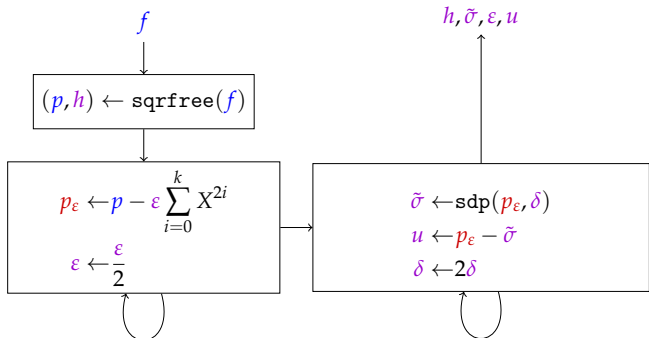 f
h, σ̃, ε, u
(p, h) ← sqrfree(f)
p_ε ← p − ε ∑_{i=0}^{k} X^{2i}
ε ← ε/2
σ̃ ← sdp(p_ε, δ)
u ← p_ε − σ̃
δ ← 2δ